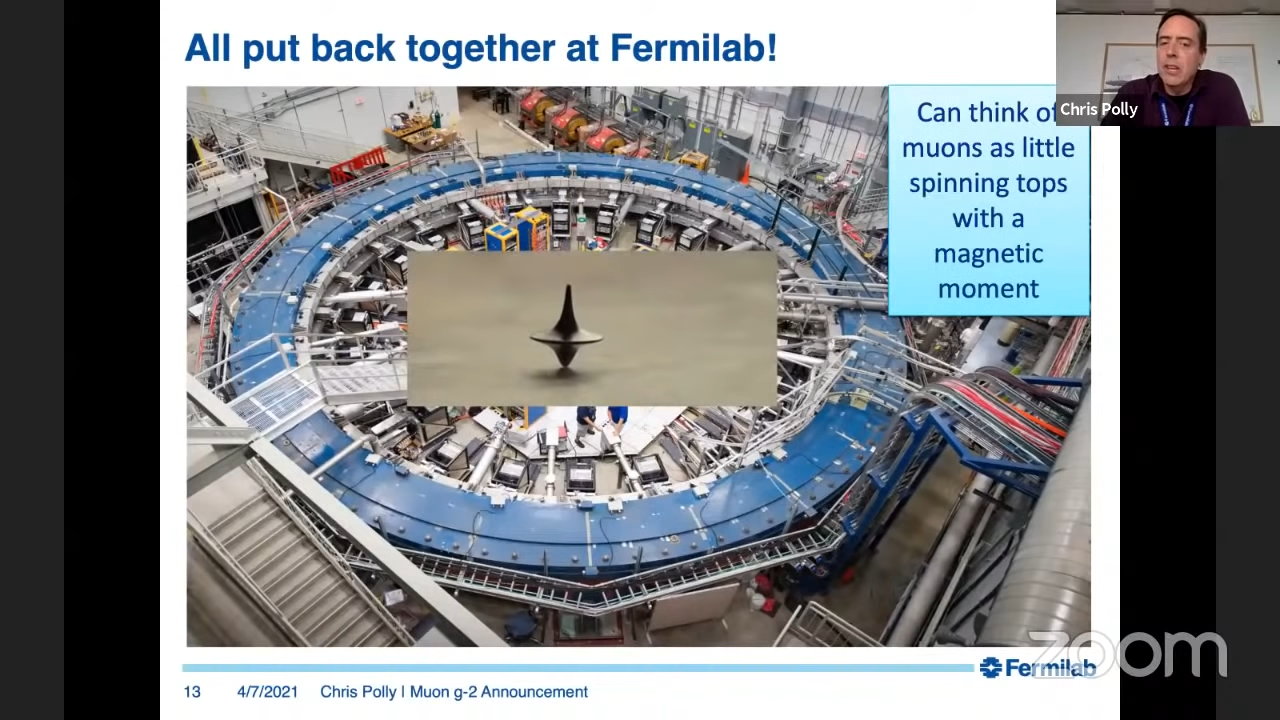 All put back together at Fermilab!
Can think of
muons as little
spinning tops
with a
magnetic
moment
Chris Polly
Fermilab
zoom
13 4/7/2021 Chris Polly | Muon g-2 Announcement